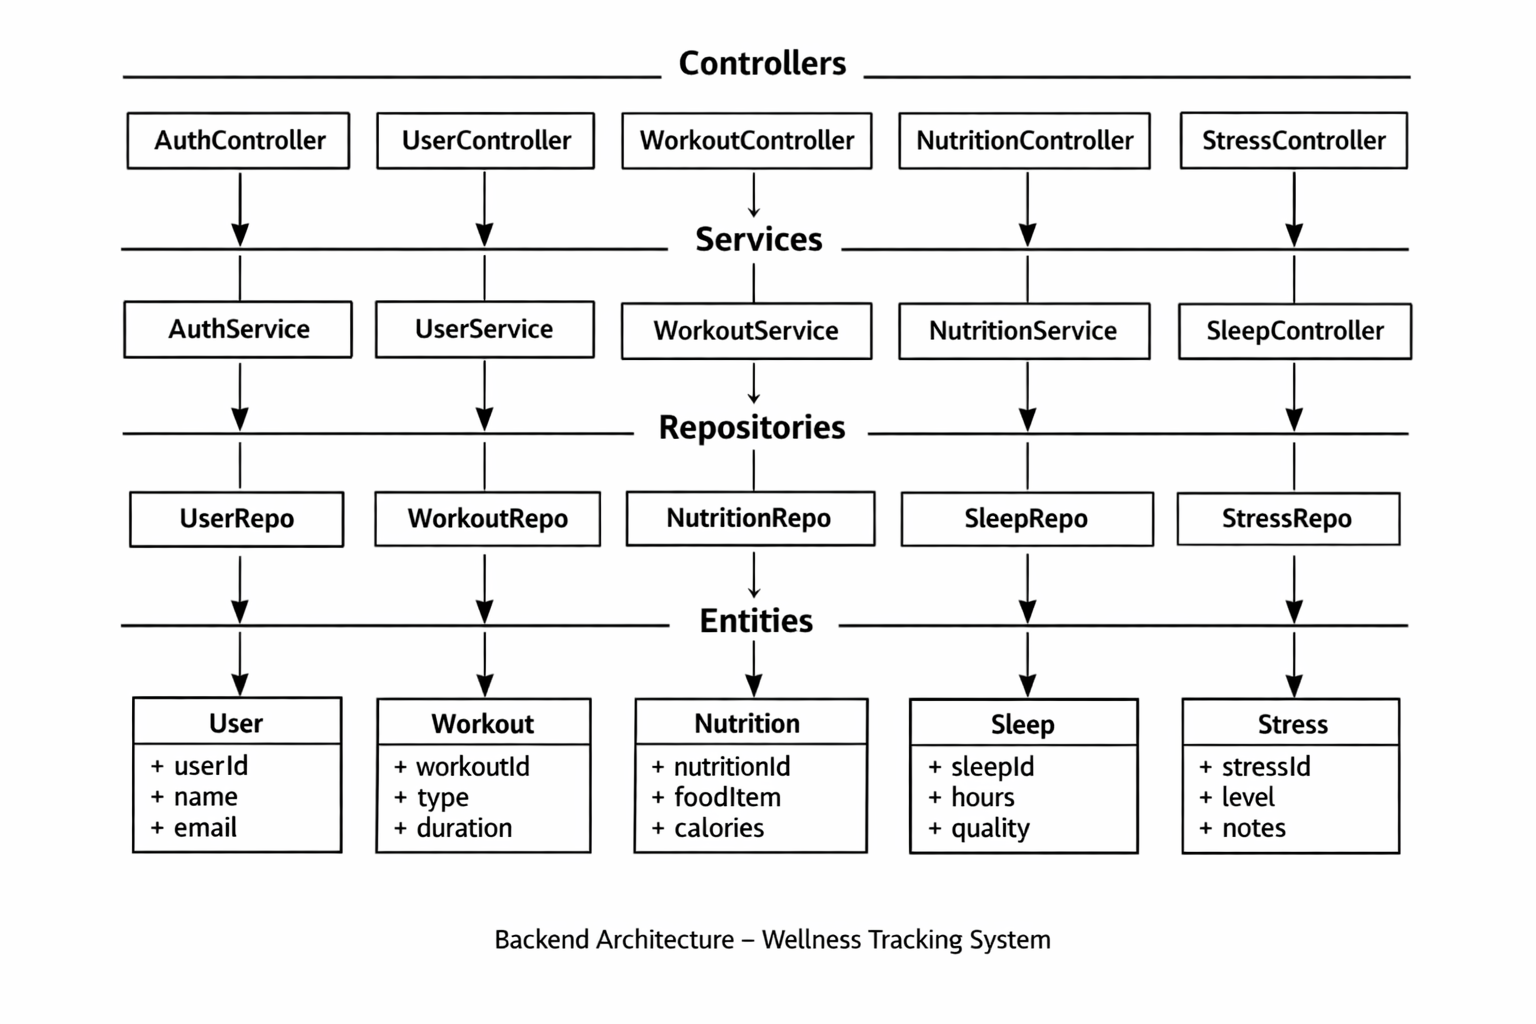 Controllers
AuthController
UserController
WorkoutController
NutritionController
StressController
Services
AuthService
UserService
WorkoutService
NutritionService
SleepController
Repositories
UserRepo
WorkoutRepo
NutritionRepo
SleepRepo
StressRepo
Entities
User
+ userId
+ name
+ email
Workout
+ workoutId
+ type
+ duration
Nutrition
+ nutritionId
+ foodItem
+ calories
Sleep
+ sleepId
+ hours
+ quality
Stress
+ stressId
+ level
+ notes
Backend Architecture – Wellness Tracking System